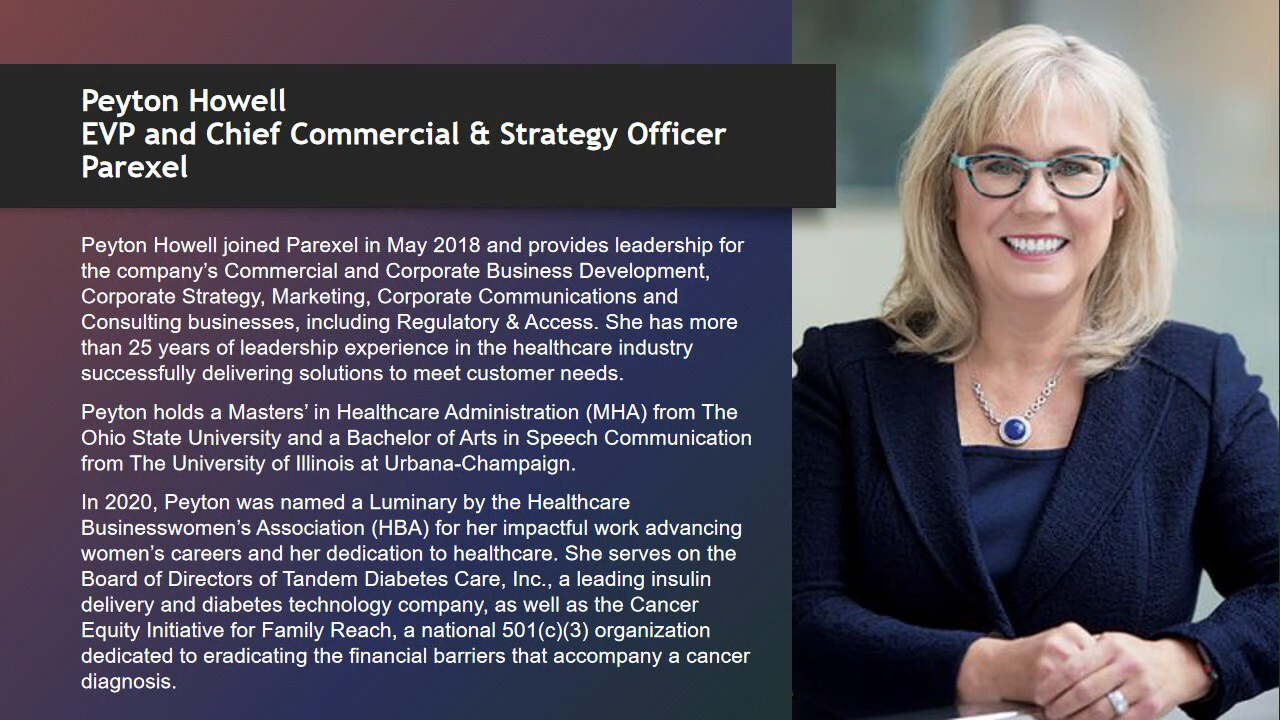 Peyton Howell
EVP and Chief Commercial & Strategy Officer
Parexel
Peyton Howell joined Parexel in May 2018 and provides leadership for
the company’s Commercial and Corporate Business Development,
Corporate Strategy, Marketing, Corporate Communications and
Consulting businesses, including Regulatory & Access. She has more
than 25 years of leadership experience in the healthcare industry
successfully delivering solutions to meet customer needs.
Peyton holds a Masters’ in Healthcare Administration (MHA) from The
Ohio State University and a Bachelor of Arts in Speech Communication
from The University of Illinois at Urbana-Champaign.
In 2020, Peyton was named a Luminary by the Healthcare
Businesswomen’s Association (HBA) for her impactful work advancing
women’s careers and her dedication to healthcare. She serves on the
Board of Directors of Tandem Diabetes Care, Inc., a leading insulin
delivery and diabetes technology company, as well as the Cancer
Equity Initiative for Family Reach, a national 501(c)(3) organization
dedicated to eradicating the financial barriers that accompany a cancer
diagnosis.